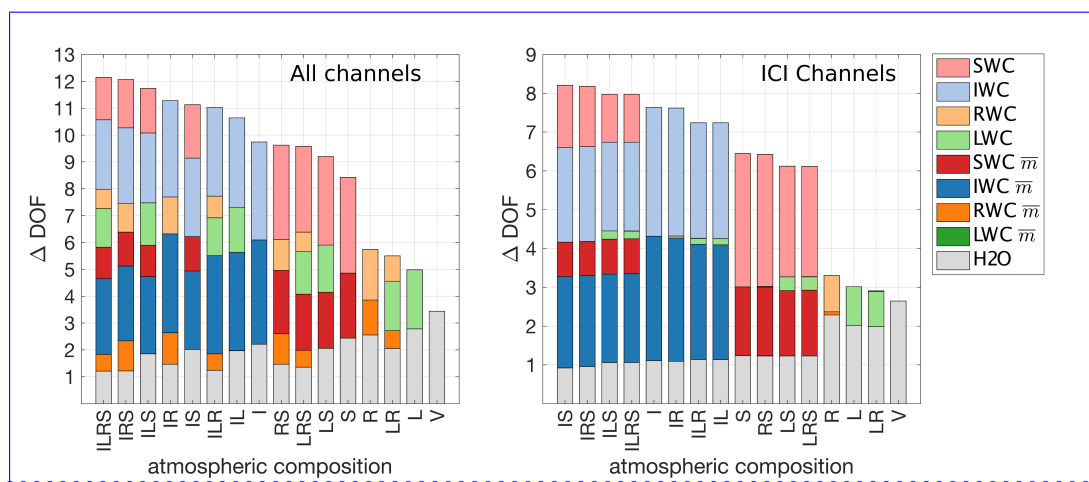 All channels
13
12
11
10
9
8
7
6
5
4
3
2
1
Δ DOF
ILRS
IRS
ILS
IR
IS
ILR
IL
I
RS
LRS
LS
S
R
LR
L
V
atmospheric composition
ICI Channels
9
8
7
6
5
4
3
2
1
Δ DOF
IS
IRS
ILS
ILRS
I
IR
ILR
IL
S
RS
LS
LRS
R
L
LR
V
atmospheric composition
SWC
IWC
RWC
LWC
SWC m̅
IWC m̅
RWC m̅
LWC m̅
H2O